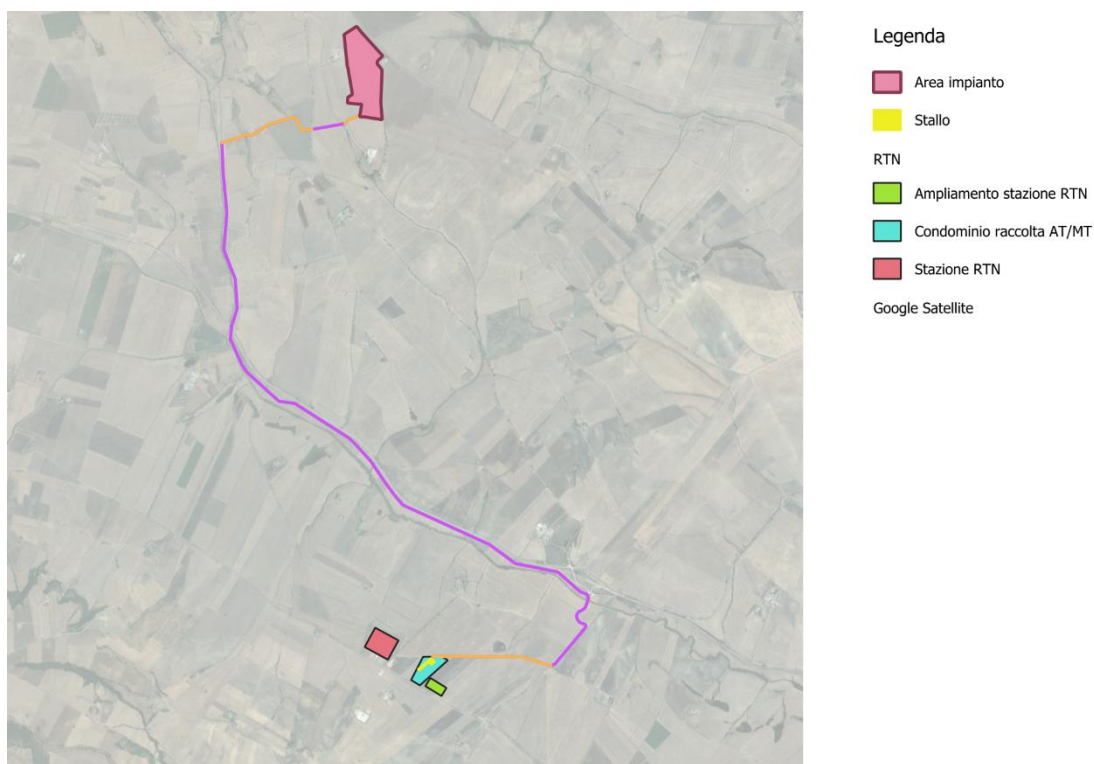 Legenda
Area impianto
Stallo
RTN
Ampliamento stazione RTN
Condominio raccolta AT/MT
Stazione RTN
Google Satellite